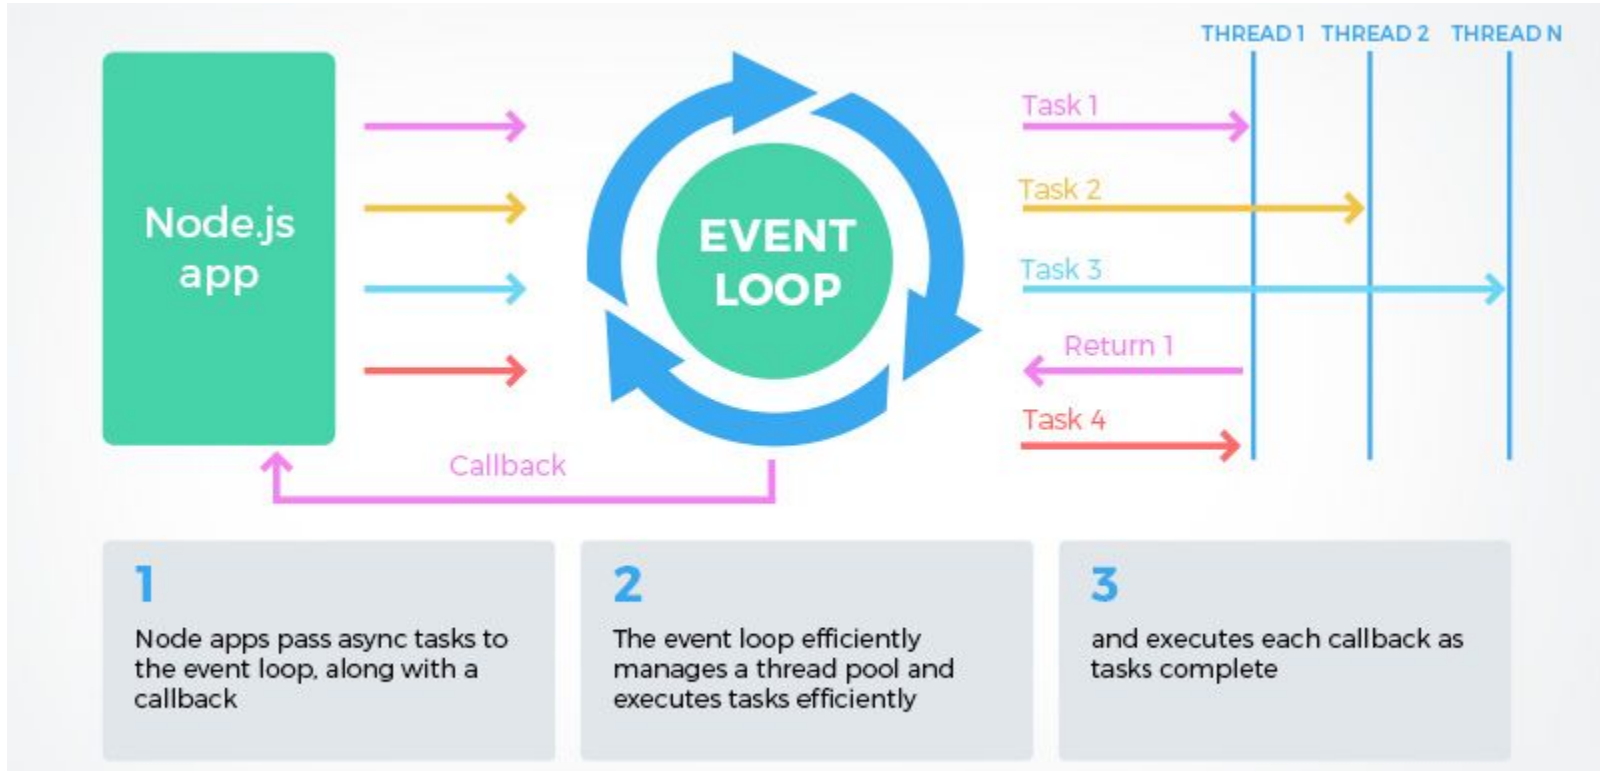 THREAD 1 THREAD 2 THREAD N
Node.js
app
EVENT
LOOP
Task 1
Task 2
Task 3
Return 1
Task 4
Callback
1
Node apps pass async tasks to
the event loop, along with a
callback
2
The event loop efficiently
manages a thread pool and
executes tasks efficiently
3
and executes each callback as
tasks complete